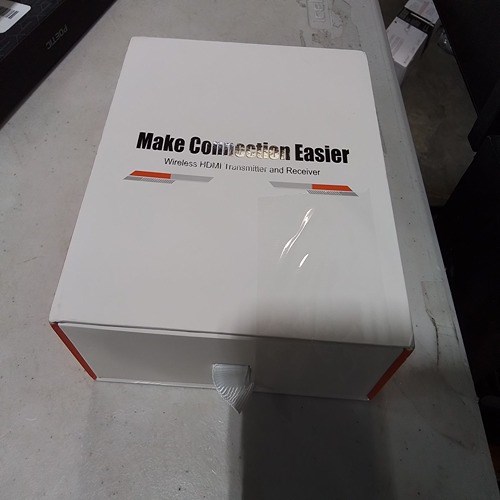 Make Connection Easier
Wireless HDMI Transmitter and Receiver